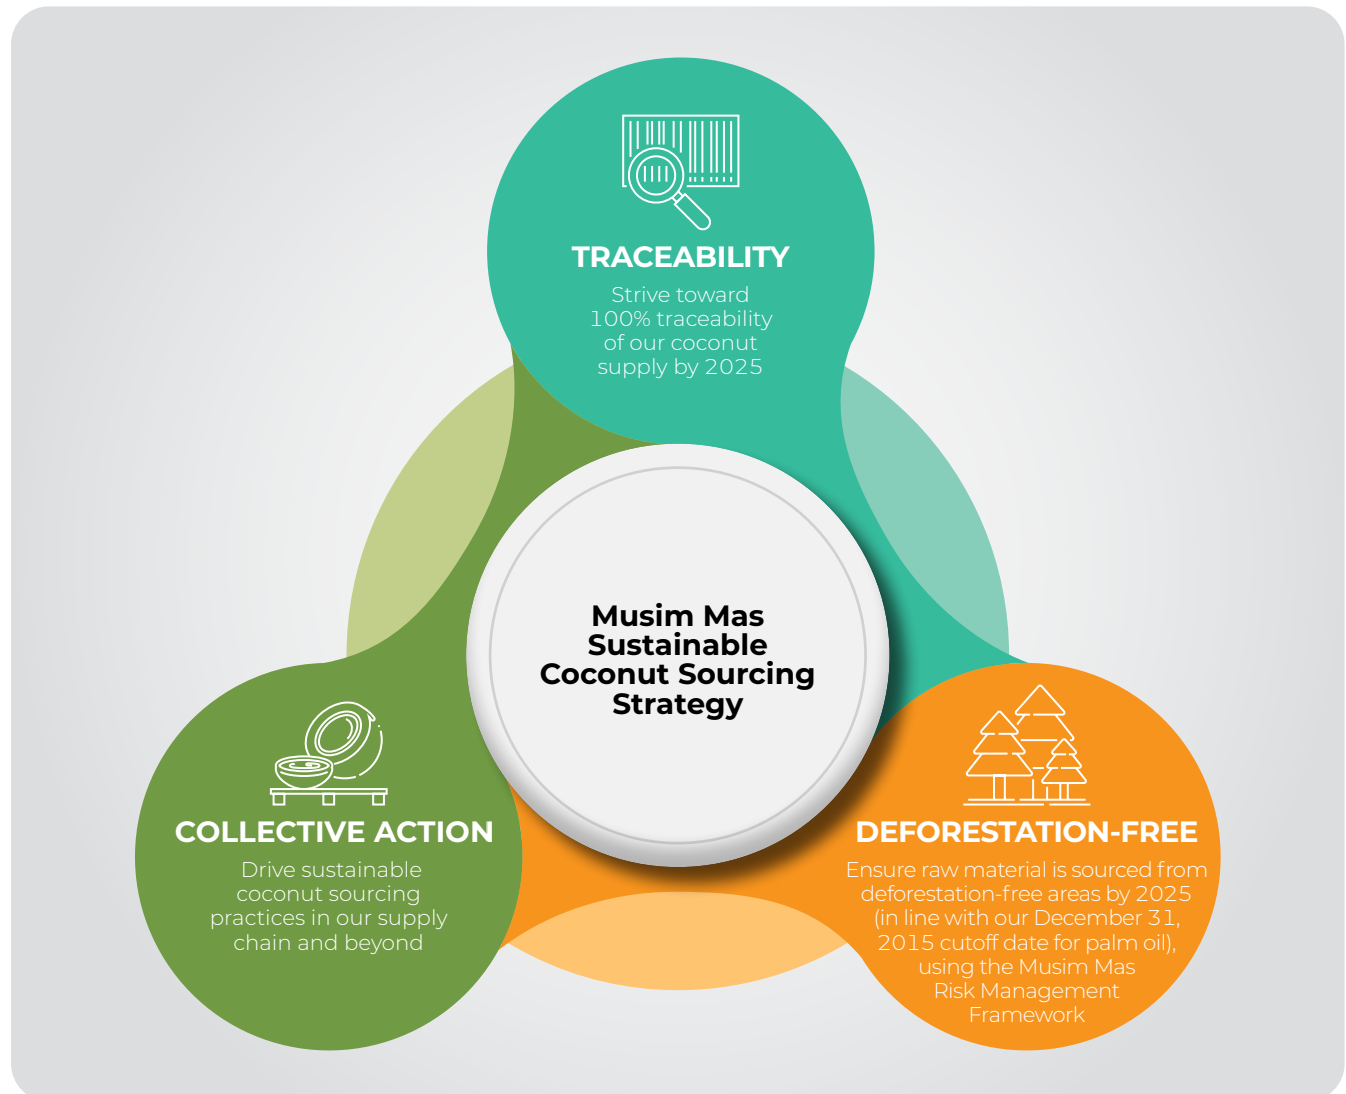 TRACEABILITY
Strive toward
100% traceability
of our coconut
supply by 2025
Musim Mas
Sustainable
Coconut Sourcing
Strategy
COLLECTIVE ACTION
Drive sustainable
coconut sourcing
practices in our supply
chain and beyond
DEFORESTATION-FREE
Ensure raw material is sourced from
deforestation-free areas by 2025
(in line with our December 31,
2015 cutoff date for palm oil),
using the Musim Mas
Risk Management
Framework